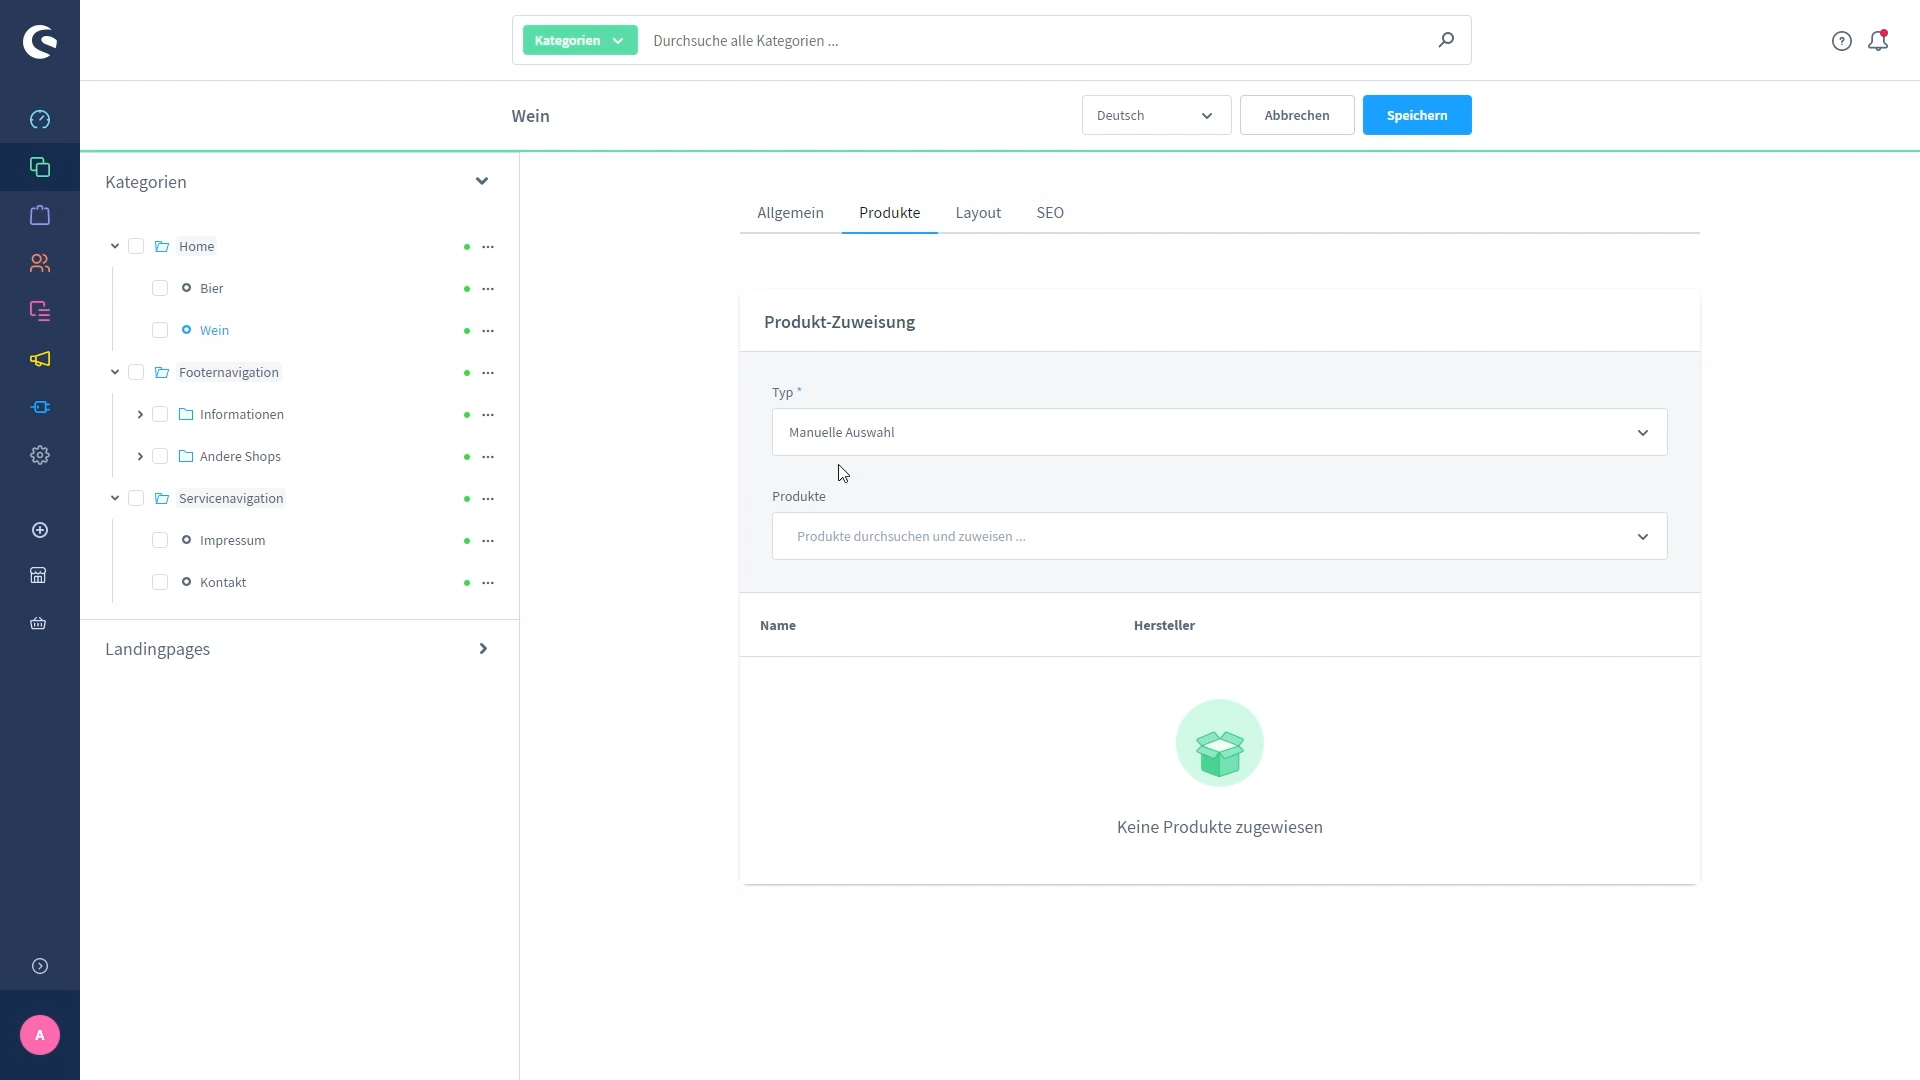 Kategorien
Durchsuche alle Kategorien ...
Wein
Deutsch
Abbrechen
Speichern
Kategorien
Home
Bier
Wein
Footernavigation
Informationen
Andere Shops
Servicenavigation
Impressum
Kontakt
Landingpages
Allgemein
Produkte
Layout
SEO
Produkt-Zuweisung
Typ *
Manuelle Auswahl
Produkte
Produkte durchsuchen und zuweisen ...
Name
Hersteller
Keine Produkte zugewiesen
A